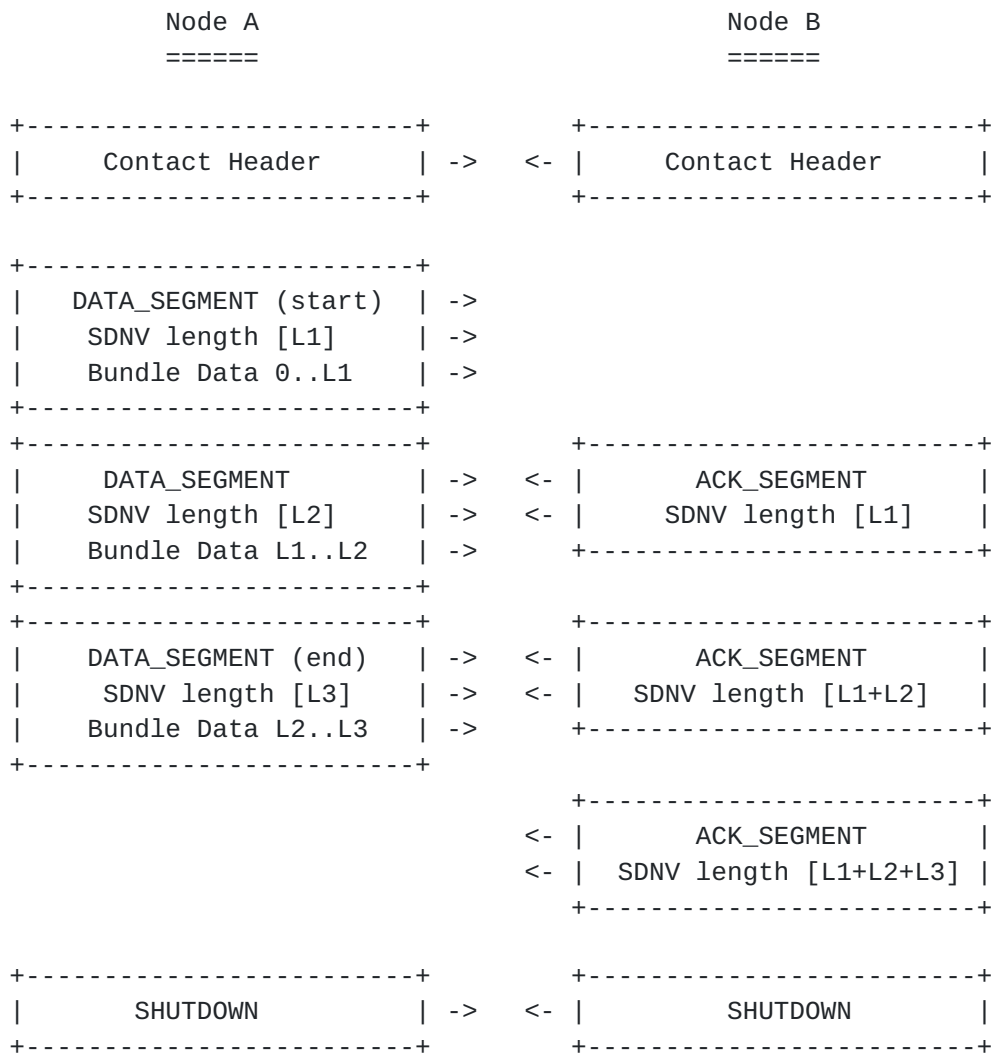 Node A                              Node B
          ======                              ======

+-------------------------+         +-------------------------+
|     Contact Header      | ->   <- |     Contact Header      |
+-------------------------+         +-------------------------+

+-------------------------+
|   DATA_SEGMENT (start)  | ->
|    SDNV length [L1]     | ->
|    Bundle Data 0..L1    | ->
+-------------------------+
+-------------------------+         +-------------------------+
|     DATA_SEGMENT        | ->   <- |       ACK_SEGMENT       |
|    SDNV length [L2]     | ->   <- |     SDNV length [L1]    |
|    Bundle Data L1..L2   | ->      +-------------------------+
+-------------------------+
+-------------------------+         +-------------------------+
|    DATA_SEGMENT (end)   | ->   <- |       ACK_SEGMENT       |
|     SDNV length [L3]    | ->   <- |   SDNV length [L1+L2]   |
|    Bundle Data L2..L3   | ->      +-------------------------+
+-------------------------+
                                    +-------------------------+
                                 <- |       ACK_SEGMENT       |
                                 <- |  SDNV length [L1+L2+L3] |
                                    +-------------------------+

+-------------------------+         +-------------------------+
|       SHUTDOWN          | ->   <- |         SHUTDOWN        |
+-------------------------+         +-------------------------+